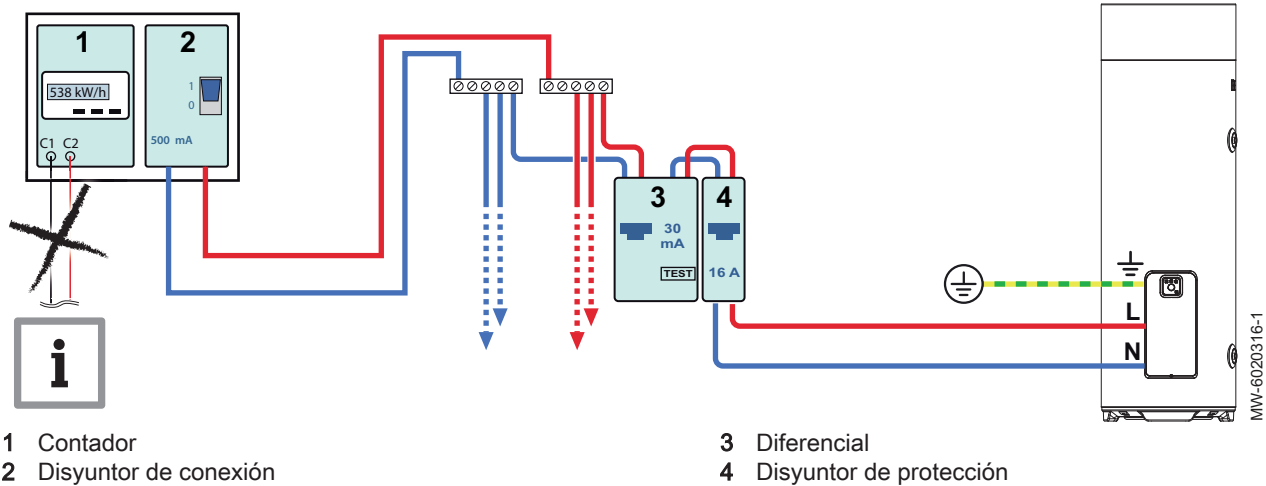 1
2
538 kW/h
1
0
C1 C2
500 mA
3
4
30
mA
TEST
16 A
L
N
i
MW-6020316-1
1 Contador
2 Disyuntor de conexión
3 Diferencial
4 Disyuntor de protección